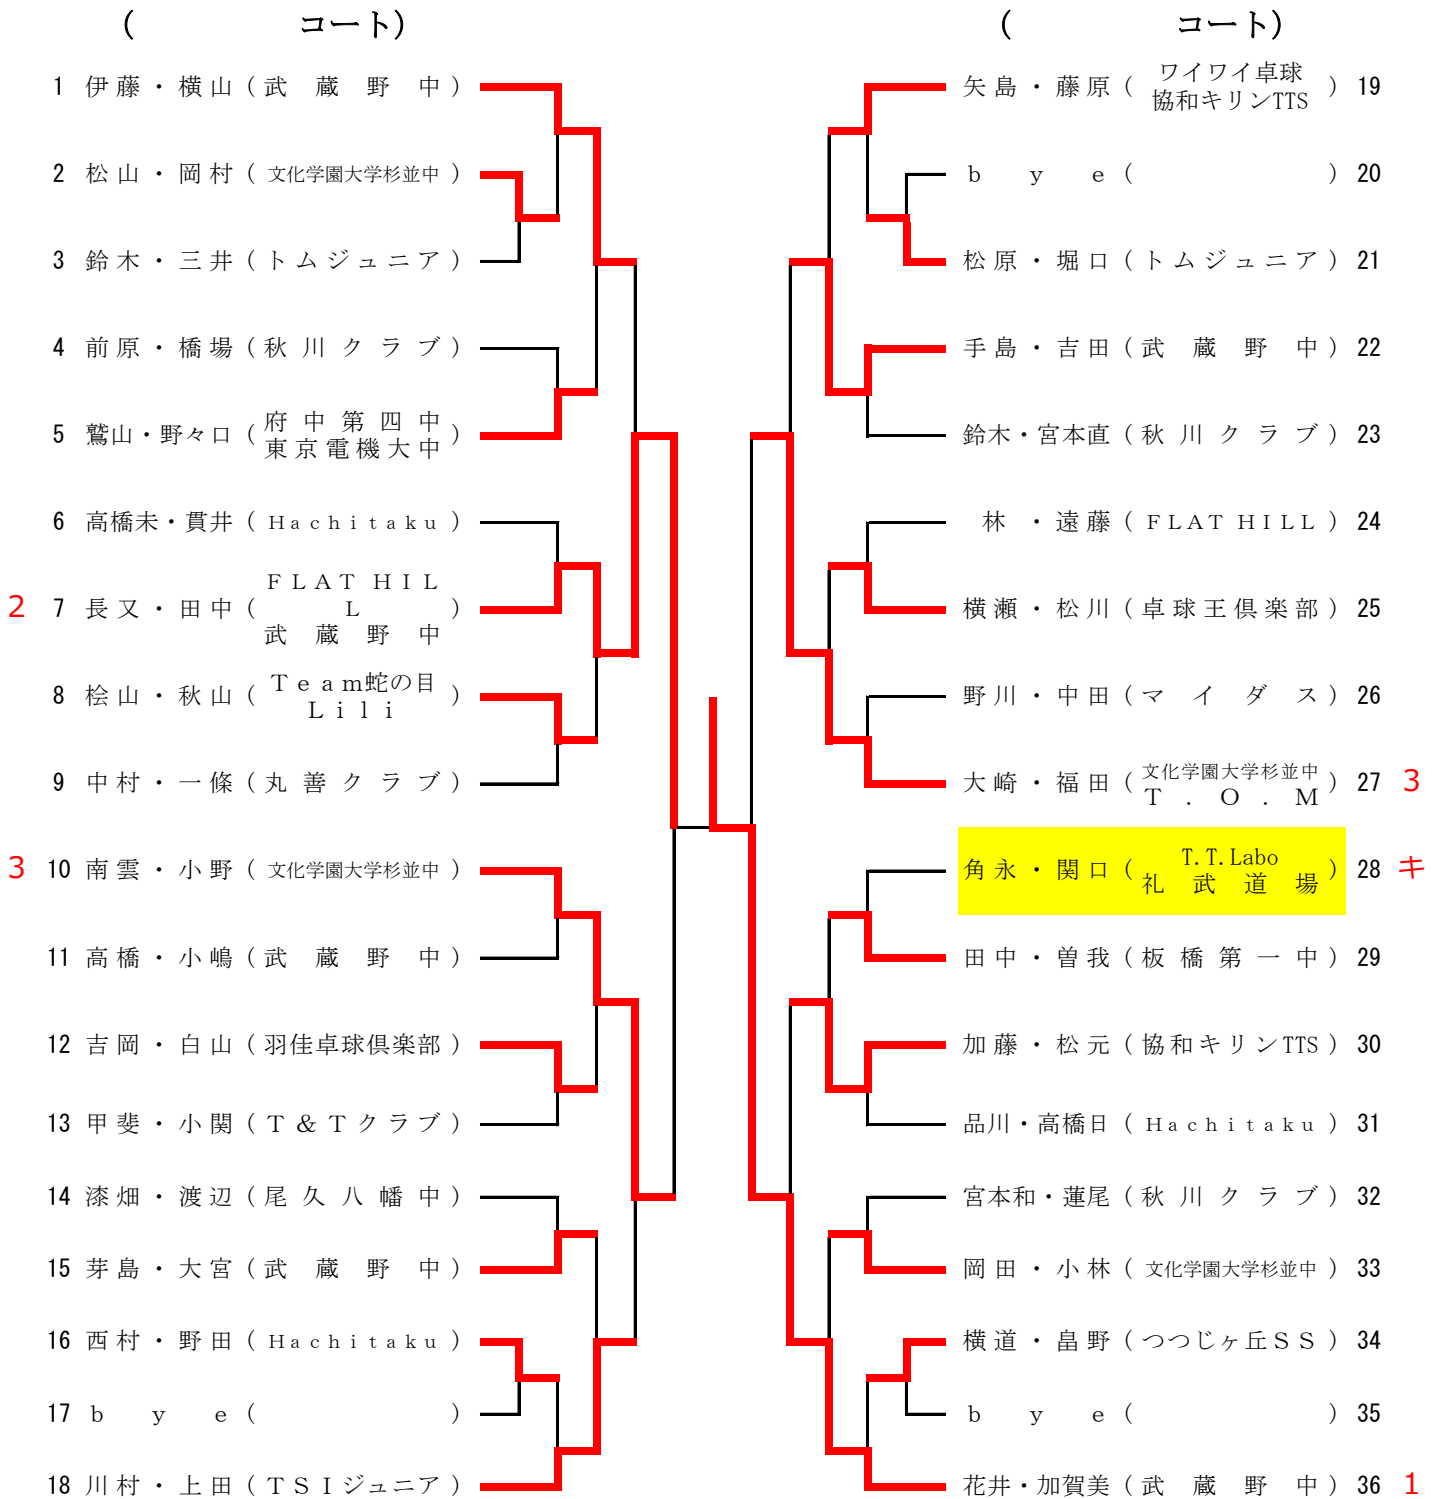 ( コート)
1 伊藤・横山(武蔵野中)
2 松山・岡村(文化学園大学杉並中)
3 鈴木・三井(トムジュニア)
4 前原・橋場(秋川クラブ)
5 鷲山・野々口(府中第四中
東京電機大中)
6 高橋未・貫井(Hachitaku)
2 7 長又・田中(FLAT HIL
L
武蔵野中)
8 桧山・秋山(Team蛇の目
Lili)
9 中村・一條(丸善クラブ)
3 10 南雲・小野(文化学園大学杉並中)
11 高橋・小嶋(武蔵野中)
12 吉岡・白山(羽佳卓球倶楽部)
13 甲斐・小関(T&Tクラブ)
14 漆畑・渡辺(尾久八幡中)
15 芽島・大宮(武蔵野中)
16 西村・野田(Hachitaku)
17 bye( )
18 川村・上田(TSIジュニア)
( コート)
矢島・藤原(ワイワイ卓球
協和キリンTTS) 19
bye( ) 20
松原・堀口(トムジュニア) 21
手島・吉田(武蔵野中) 22
鈴木・宮本直(秋川クラブ) 23
林・遠藤(FLAT HILL) 24
横瀬・松川(卓球王倶楽部) 25
野川・中田(マイダス) 26
大崎・福田(文化学園大学杉並中
T.O.M) 27 3
角永・関口(T.T.Labo
礼武道場) 28 キ
田中・曽我(板橋第一中) 29
加藤・松元(協和キリンTTS) 30
品川・高橋日(Hachitaku) 31
宮本和・蓮尾(秋川クラブ) 32
岡田・小林(文化学園大学杉並中) 33
横道・畠野(つつじヶ丘SS) 34
bye( ) 35
花井・加賀美(武蔵野中) 36 1